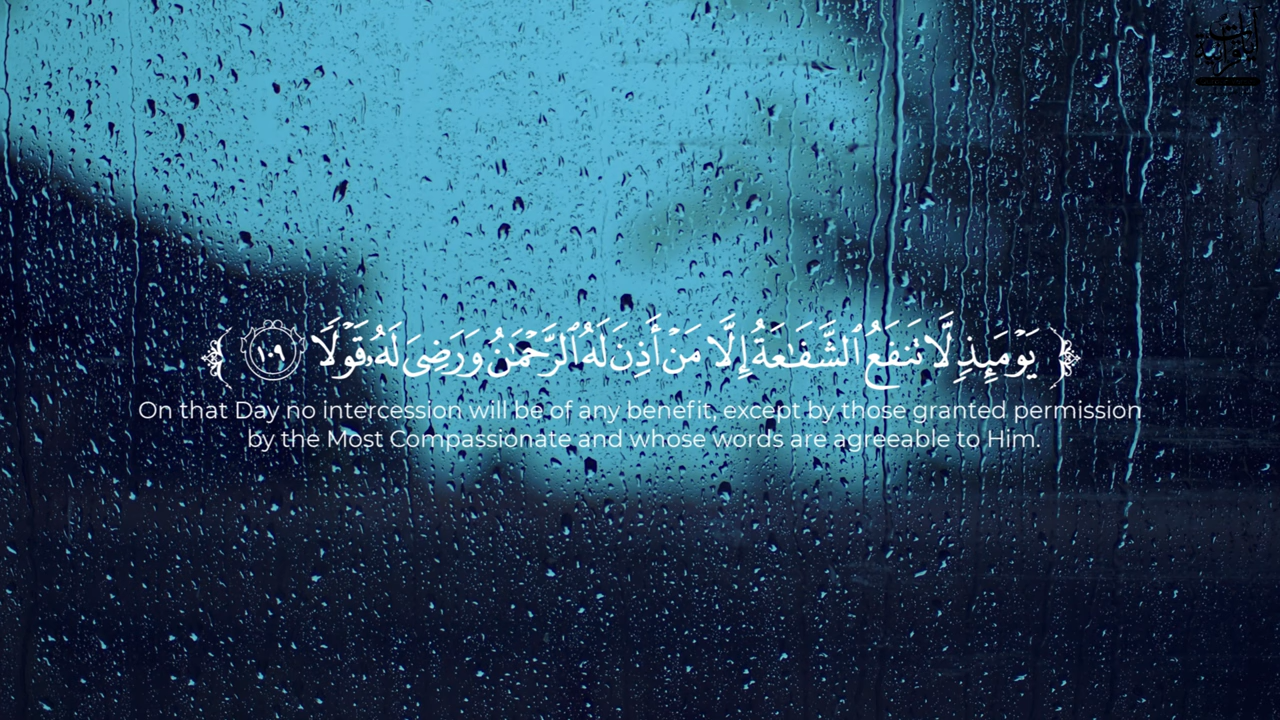 ﴿ يَوْمَئِذٍ لَّا تَنفَعُ ٱلشَّفَـٰعَةُ إِلَّا مَنْ أَذِنَ لَهُ ٱلرَّحْمَـٰنُ وَرَضِىَ لَهُۥ قَوْلًا ١٠٩ ﴾
On that Day no intercession will be of any benefit, except by those granted permission
by the Most Compassionate and whose words are agreeable to Him.